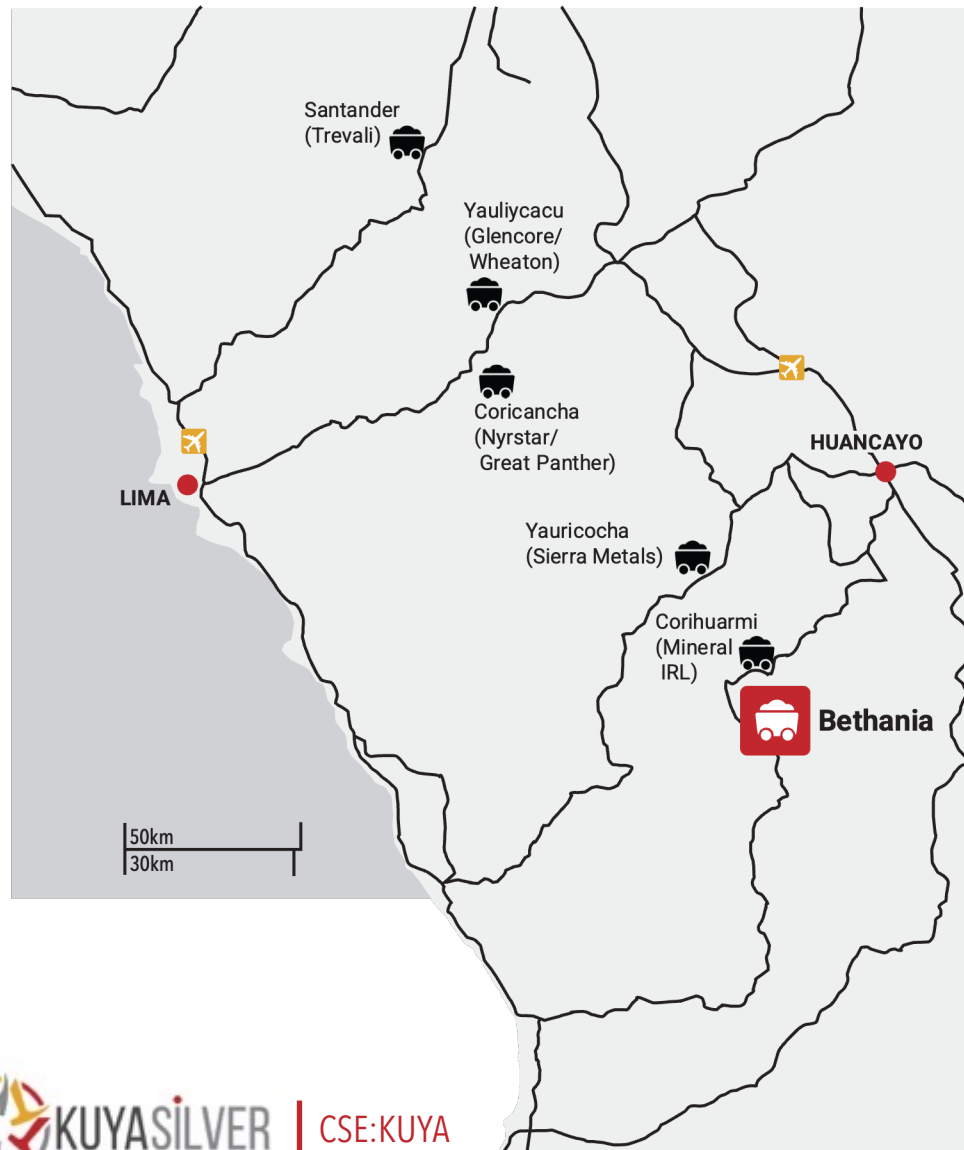 Santander
(Trevali)
Yauliycacu
(Glencore/
Wheaton)
Coricancha
(Nyrstar/
Great Panther)
HUANCAYO
LIMA
Yauricocha
(Sierra Metals)
Corihuarmi
(Mineral
IRL)
Bethania
50km
30km
KUYASILVER
CSE:KUYA